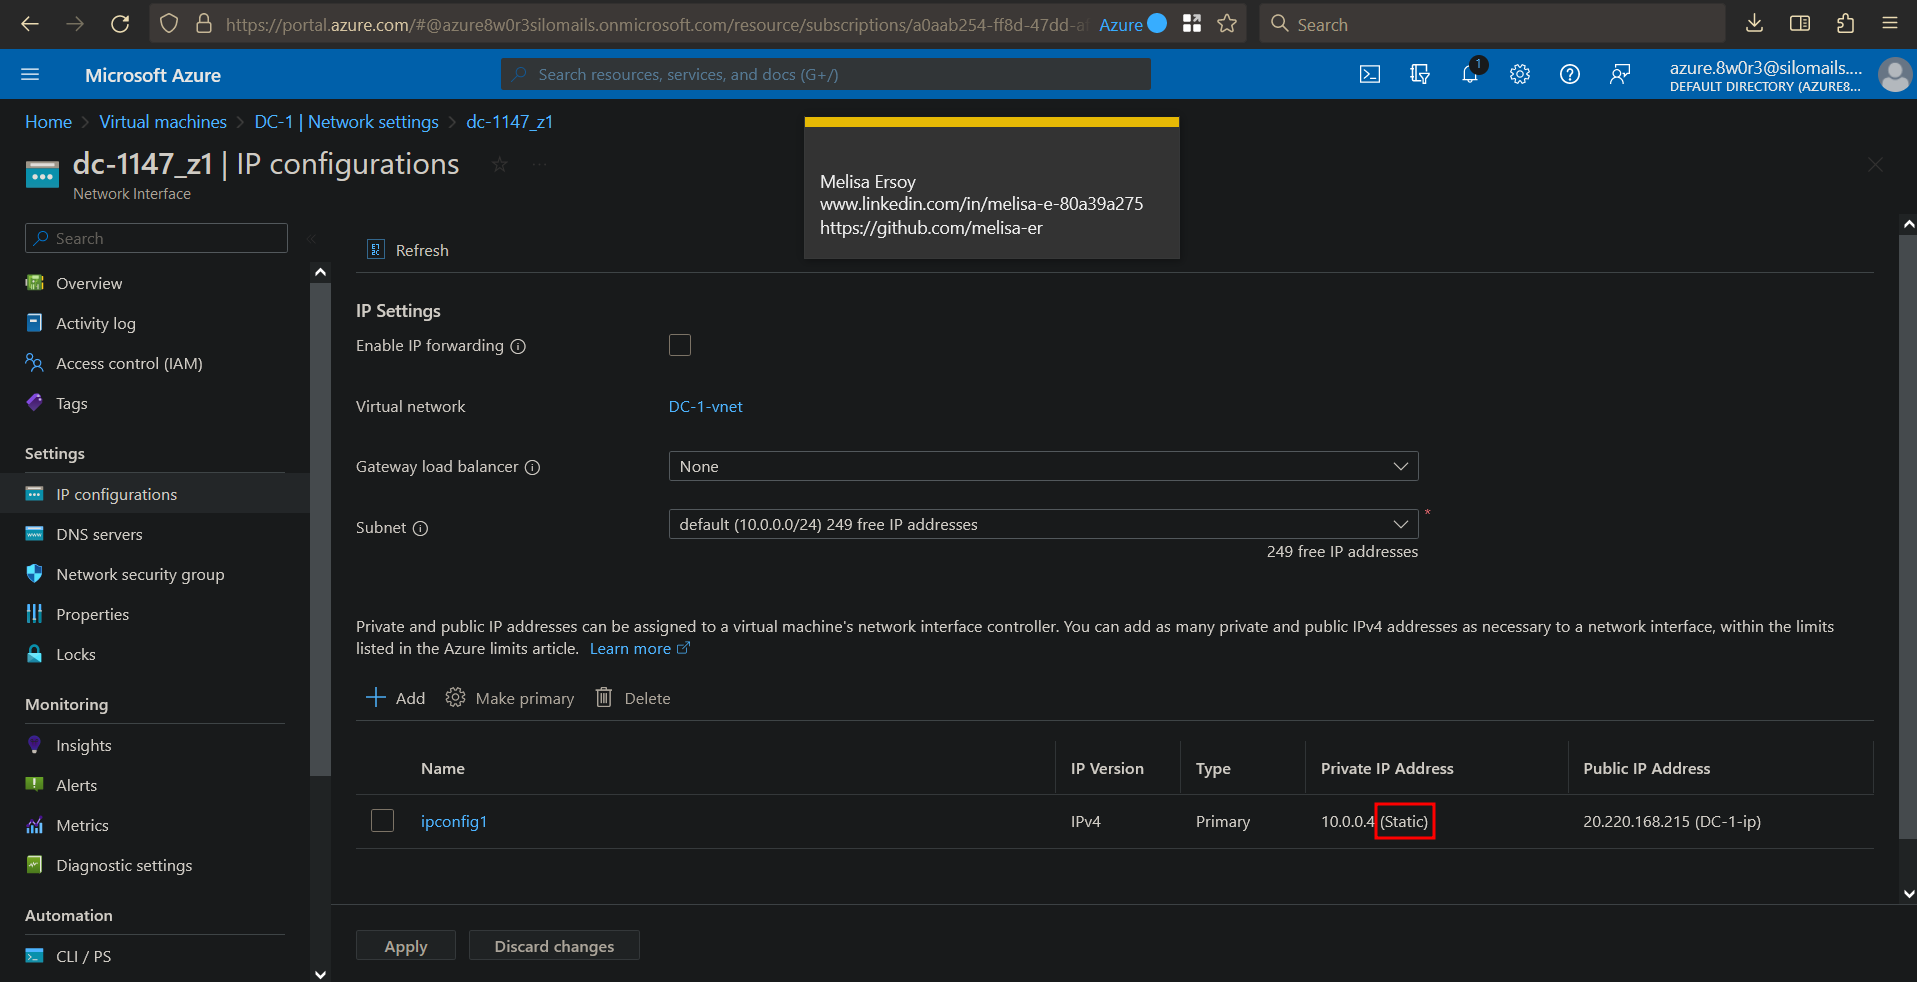 https://portal.azure.com/#@azure8w0r3silomails.onmicrosoft.com/resource/subscriptions/a0aab254-ff8d-47dd-a
Azure
Search
Microsoft Azure
Search resources, services, and docs (G+/)
1
azure.8w0r3@silomails....
DEFAULT DIRECTORY (AZURE8...
Home > Virtual machines > DC-1 | Network settings > dc-1147_z1
dc-1147_z1 | IP configurations
Network Interface
Melisa Ersoy
www.linkedin.com/in/melisa-e-80a39a275
https://github.com/melisa-er
Search
Overview
Activity log
Access control (IAM)
Tags
Settings
IP configurations
DNS servers
Network security group
Properties
Locks
Monitoring
Insights
Alerts
Metrics
Diagnostic settings
Automation
CLI / PS
Refresh
IP Settings
Enable IP forwarding
Virtual network DC-1-vnet
Gateway load balancer None
Subnet default (10.0.0.0/24) 249 free IP addresses *
249 free IP addresses
Private and public IP addresses can be assigned to a virtual machine's network interface controller. You can add as many private and public IPv4 addresses as necessary to a network interface, within the limits
listed in the Azure limits article. Learn more
Add Make primary Delete
Name IP Version Type Private IP Address Public IP Address
ipconfig1 IPv4 Primary 10.0.0.4 (Static) 20.220.168.215 (DC-1-ip)
Apply Discard changes